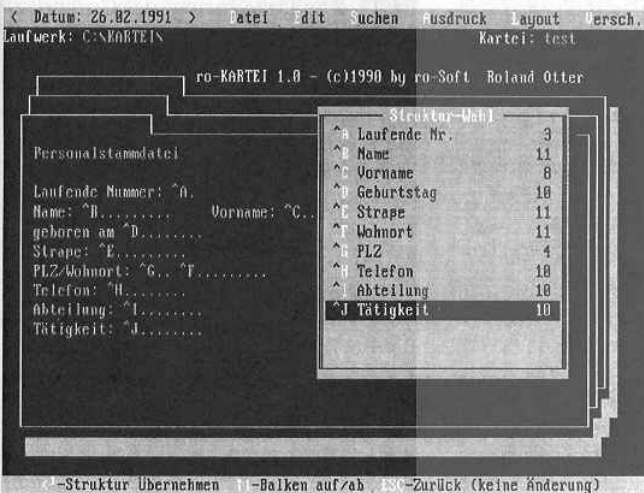 < Datum: 26.02.1991 > Datei Edit Suchen Ausdruck Layout Versch.
Laufwerk: C:\KARTEI\ Kartei: test
ro-KARTEI 1.0 - (c)1990 by ro-Soft Roland Otter
Struktur-Wahl
^A Laufende Nr. 3
^B Name 11
^C Vorname 8
^D Geburtstag 10
^E Strape 11
^F Wohnort 11
^G PLZ 4
^H Telefon 10
^I Abteilung 10
^J Tätigkeit 10
Personalstammdatei
Laufende Nummer: ^A.
Name: ^B......... Vorname: ^C..
geboren am ^D........
Strape: ^E.........
PLZ/Wohnort: ^G.. ^F.........
Telefon: ^H........
Abteilung: ^I........
Tätigkeit: ^J........
-Struktur Übernehmen ↑↓-Balken auf/ab ESC-Zurück (keine Änderung)